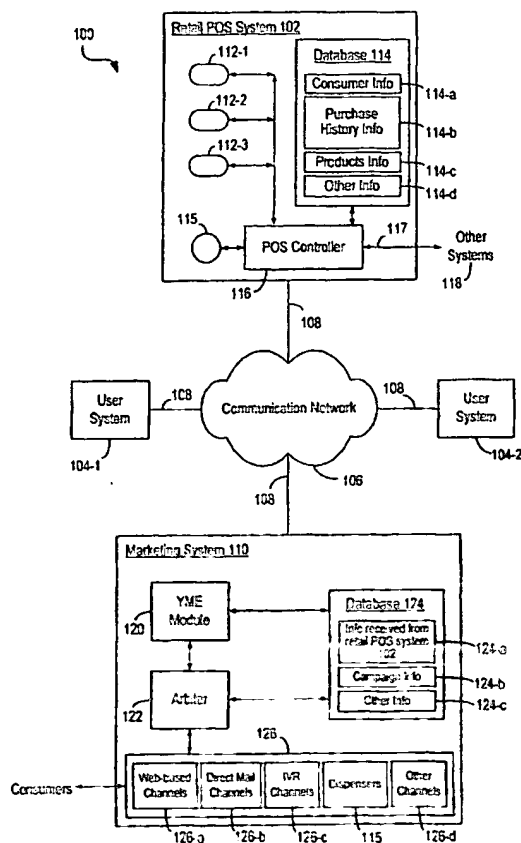 100
Retail POS System 102
112-1
112-2
112-3
Database 114
Consumer Info
114-a
Purchase
History Info
114-b
Products Info
114-c
Other Info
114-d
115
POS Controller
116
117
Other
Systems
118
108
User
System
104-1
108
Communication Network
108
User
System
104-2
106
108
Marketing System 110
YME
Module
120
Database 174
Info received from
retail POS system
102
124-a
Campaign Info
124-b
Other Info
124-c
Arbiter
122
126
Consumers
Web-based
Channels
Direct Mail
Channels
IVR
Channels
Dispensers
Other
Channels
126-a
126-b
126-c
115
126-d